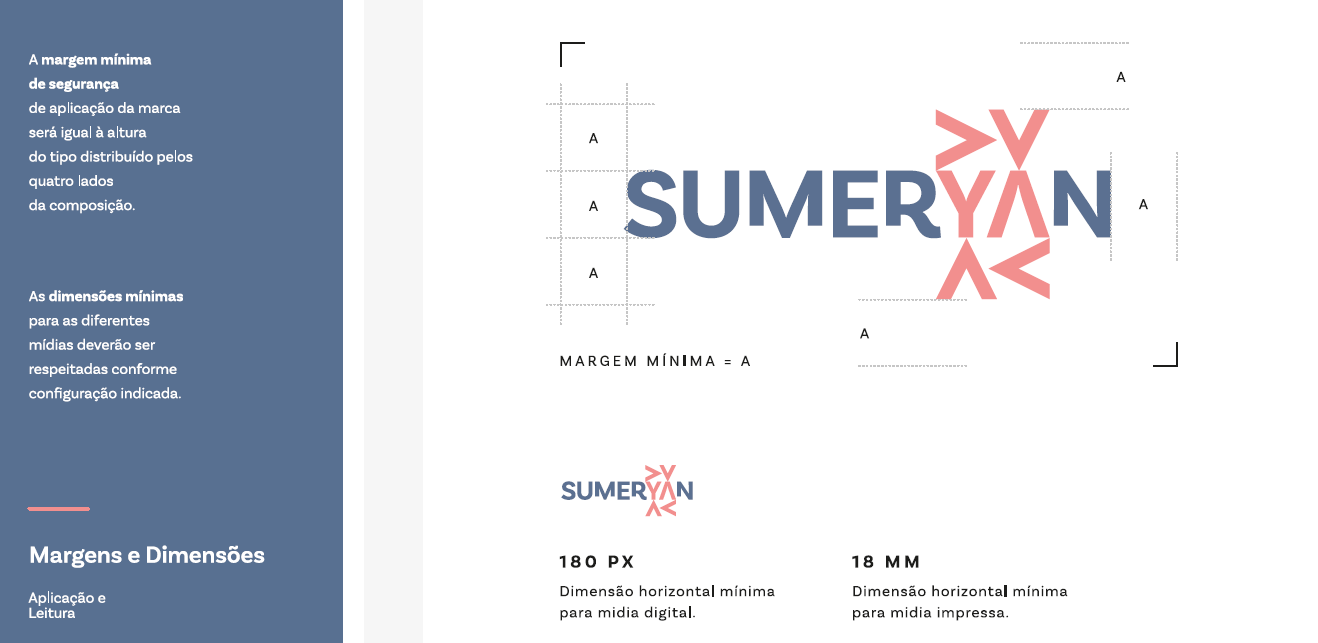 A margem mínima
de segurança
de aplicação da marca
será igual à altura
do tipo distribuído pelos
quatro lados
da composição.
As dimensões mínimas
para as diferentes
mídias deverão ser
respeitadas conforme
configuração indicada.
Margens e Dimensões
Aplicação e
Leitura
A
A
A
A
SUMERYAN
A
A
MARGEM MÍNIMA = A
SUMERYAN
180 PX
Dimensão horizontal mínima
para midia digital.
18 MM
Dimensão horizontal mínima
para midia impressa.